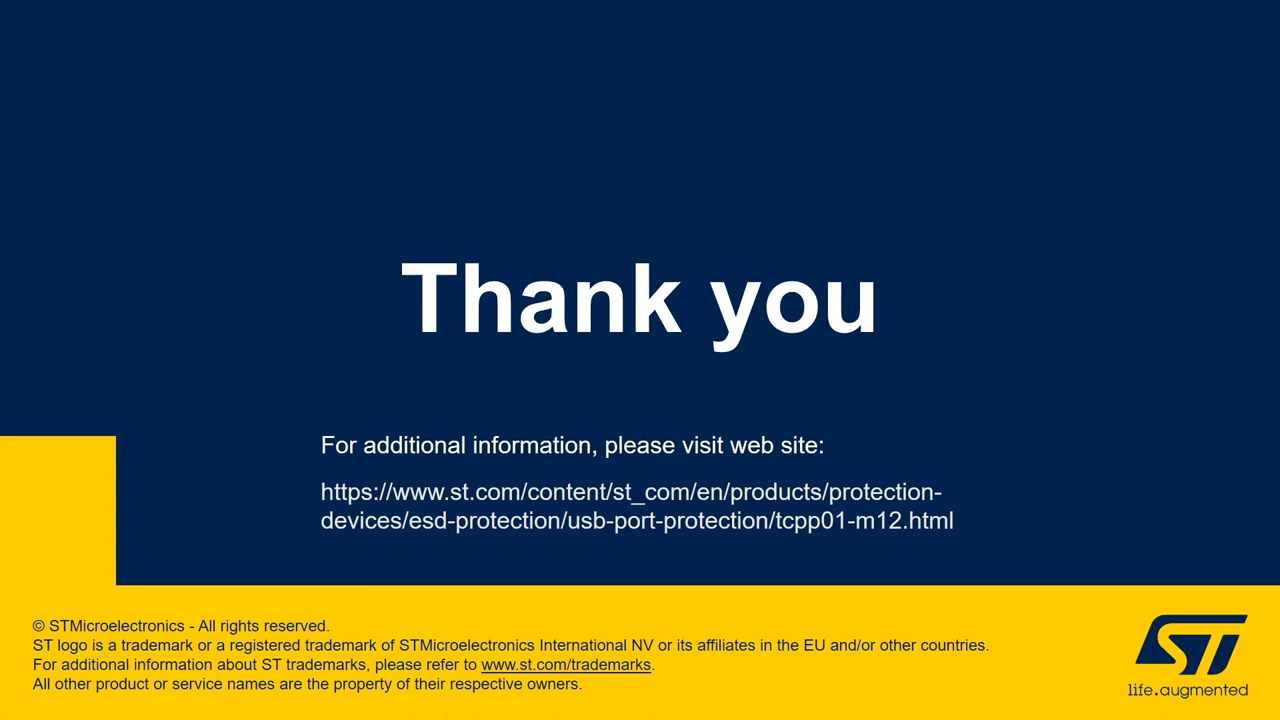 Thank you
For additional information, please visit web site:
https://www.st.com/content/st_com/en/products/protection-
devices/esd-protection/usb-port-protection/tcpp01-m12.html
© STMicroelectronics - All rights reserved.
ST logo is a trademark or a registered trademark of STMicroelectronics International NV or its affiliates in the EU and/or other countries.
For additional information about ST trademarks, please refer to www.st.com/trademarks.
All other product or service names are the property of their respective owners.
ST
life.augmented